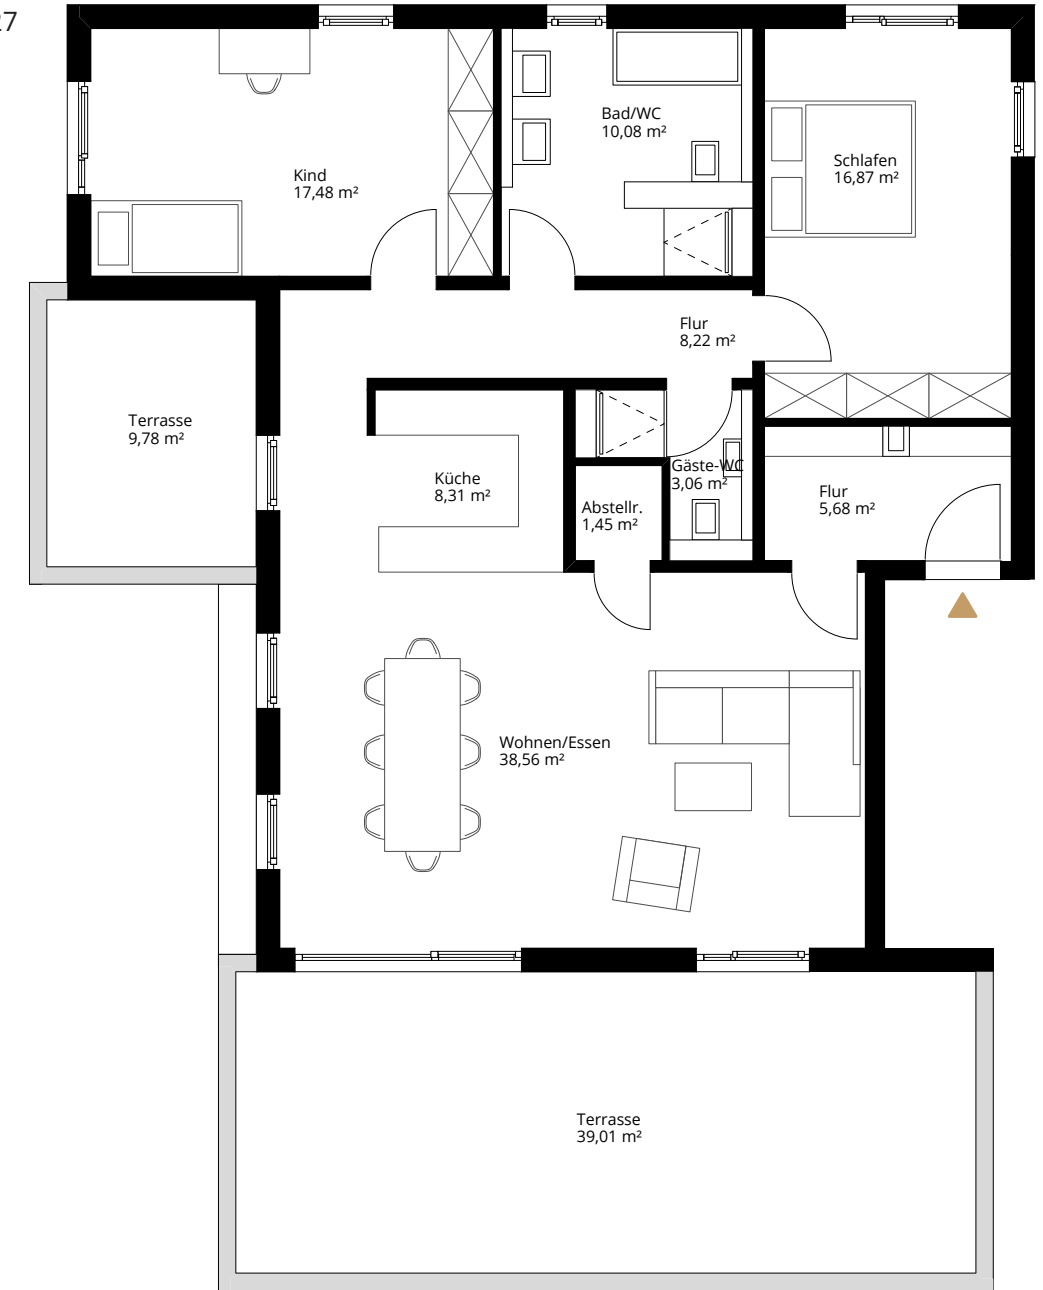 Bad/WC
10,08 m²
Schlafen
16,87 m²
Kind
17,48 m²
Flur
8,22 m²
Terrasse
9,78 m²
Küche
8,31 m²
Gäste-WC
3,06 m²
Abstellr.
1,45 m²
Flur
5,68 m²
Wohnen/Essen
38,56 m²
Terrasse
39,01 m²